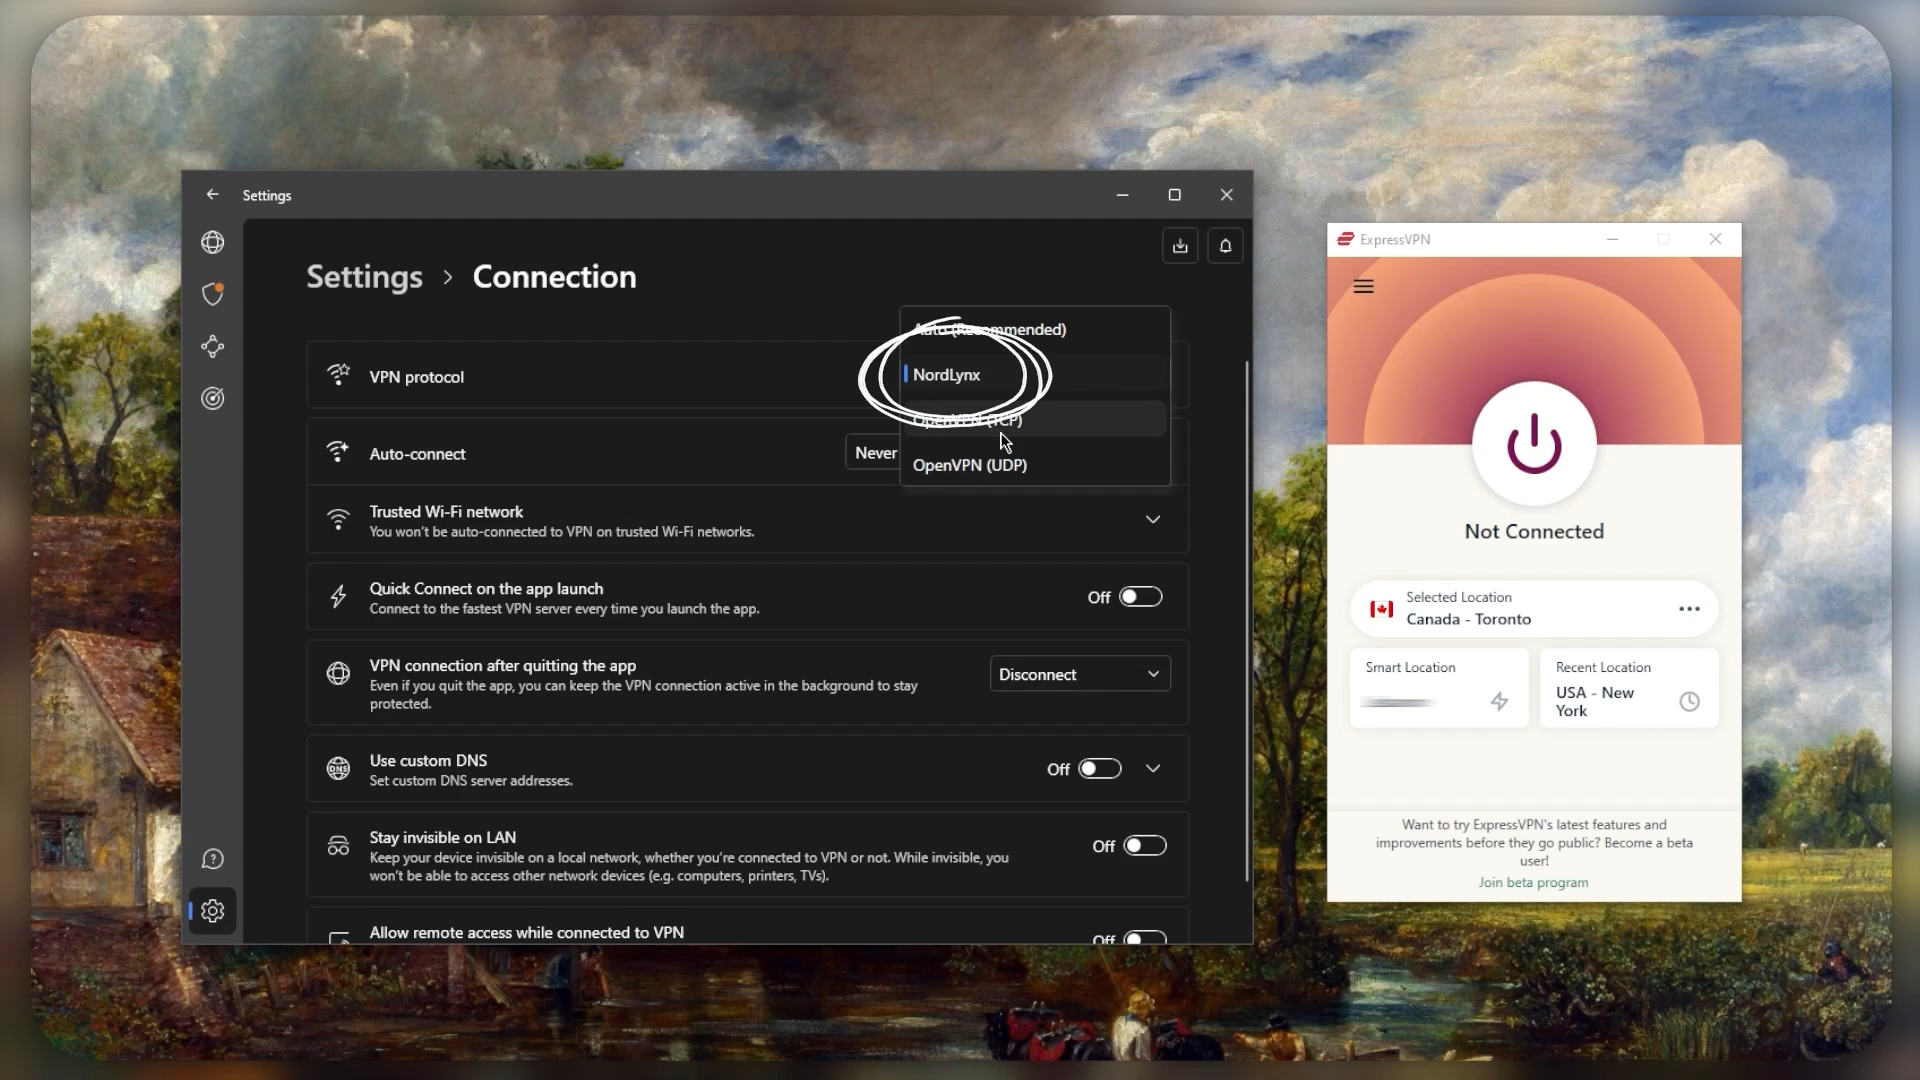 Settings
Settings > Connection
Auto (Recommended)
NordLynx
OpenVPN (TCP)
OpenVPN (UDP)
VPN protocol
Auto-connect
Never
Trusted Wi-Fi network
You won't be auto-connected to VPN on trusted Wi-Fi networks.
Quick Connect on the app launch
Connect to the fastest VPN server every time you launch the app.
Off
VPN connection after quitting the app
Even if you quit the app, you can keep the VPN connection active in the background to stay
protected.
Disconnect
DNS
Use custom DNS
Set custom DNS server addresses.
Off
Stay invisible on LAN
Keep your device invisible on a local network, whether you're connected to VPN or not. While invisible, you
won't be able to access other network devices (e.g. computers, printers, TVs).
Off
Allow remote access while connected to VPN
Off
ExpressVPN
Not Connected
Selected Location
Canada - Toronto
Smart Location
Recent Location
USA - New
York
Want to try ExpressVPN's latest features and
improvements before they go public? Become a beta
user!
Join beta program